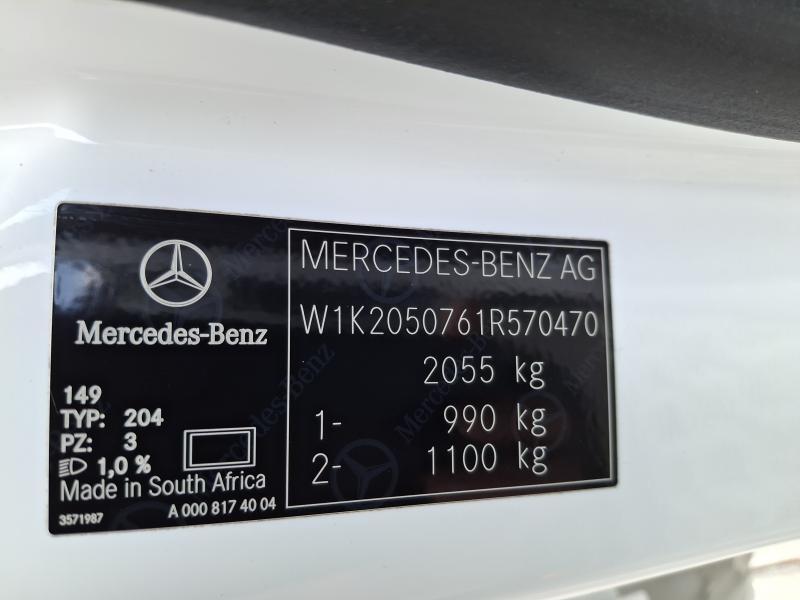 Mercedes-Benz
149
TYP: 204
PZ: 3
1,0 %
Made in South Africa
3571987 A 000 817 40 04
MERCEDES-BENZ AG
W1K2050761R570470
2055 kg
1- 990 kg
2- 1100 kg